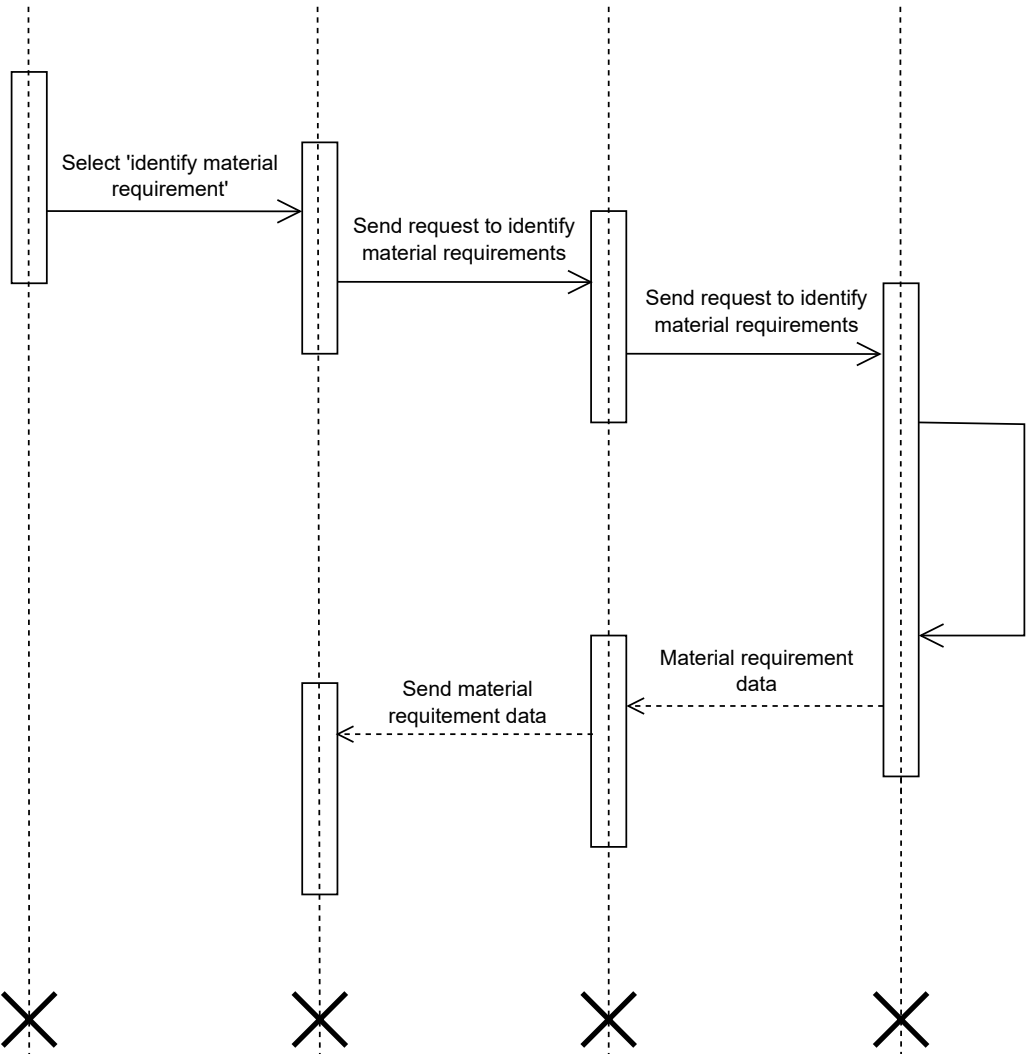 Select 'identify material
requirement'
Send request to identify
material requirements
Send request to identify
material requirements
Material requirement
data
Send material
requitement data